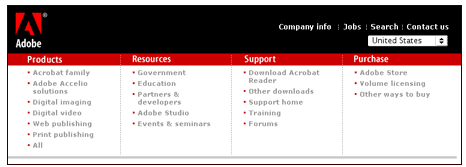 Adobe
Company info | Jobs | Search | Contact us
United States
Products
Acrobat family
Adobe Accelio
solutions
Digital imaging
Digital video
Web publishing
Print publishing
All
Resources
Government
Education
Partners &
developers
Adobe Studio
Events & seminars
Support
Download Acrobat
Reader
Other downloads
Support home
Training
Forums
Purchase
Adobe Store
Volume licensing
Other ways to buy